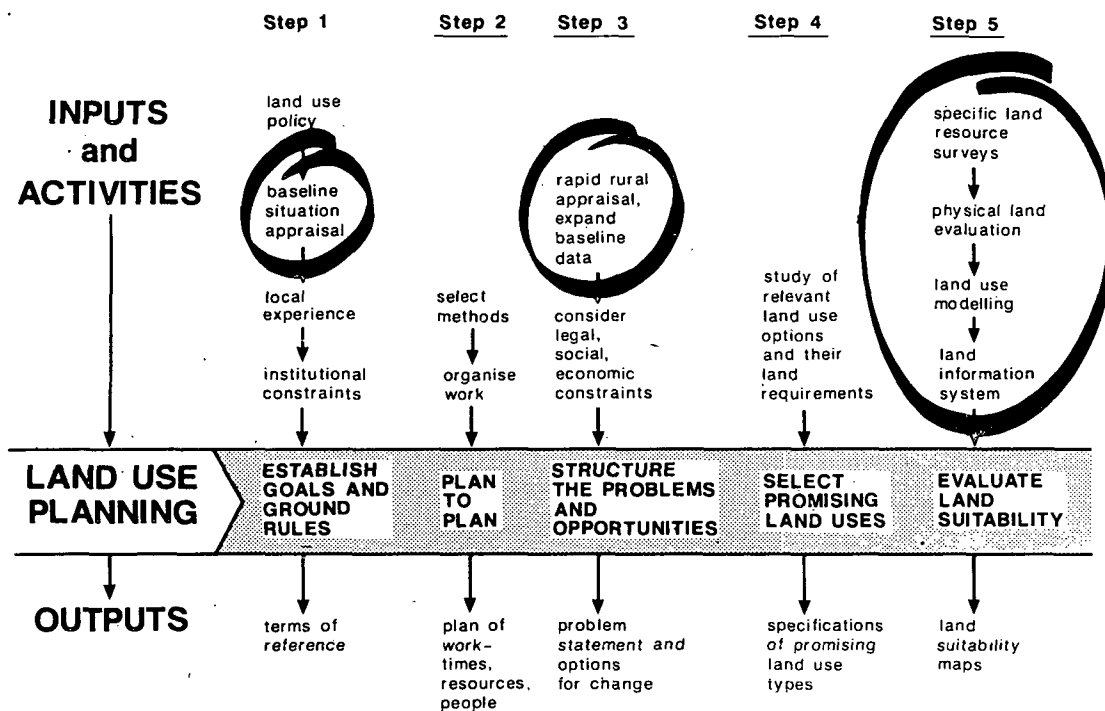 Step 1
Step 2
Step 3
Step 4
Step 5
INPUTS
and
ACTIVITIES
land use
policy
baseline
situation
appraisal
local
experience
institutional
constraints
select
methods
organise
work
rapid rural
appraisal,
expand
baseline
data
consider
legal,
social,
economic
constraints
study of
relevant
land use
options
and their
land
requirements
specific land
resource
surveys
physical land
evaluation
land use
modelling
land
information
system
LAND USE
PLANNING
ESTABLISH
GOALS AND
GROUND
RULES
PLAN
TO
PLAN
STRUCTURE
THE PROBLEMS
AND
OPPORTUNITIES
SELECT
PROMISING
LAND USES
EVALUATE
LAND
SUITABILITY
OUTPUTS
terms of
reference
plan of
work-
times,
resources,
people
problem
statement and
options
for change
specifications
of promising
land use
types
land
suitability
maps